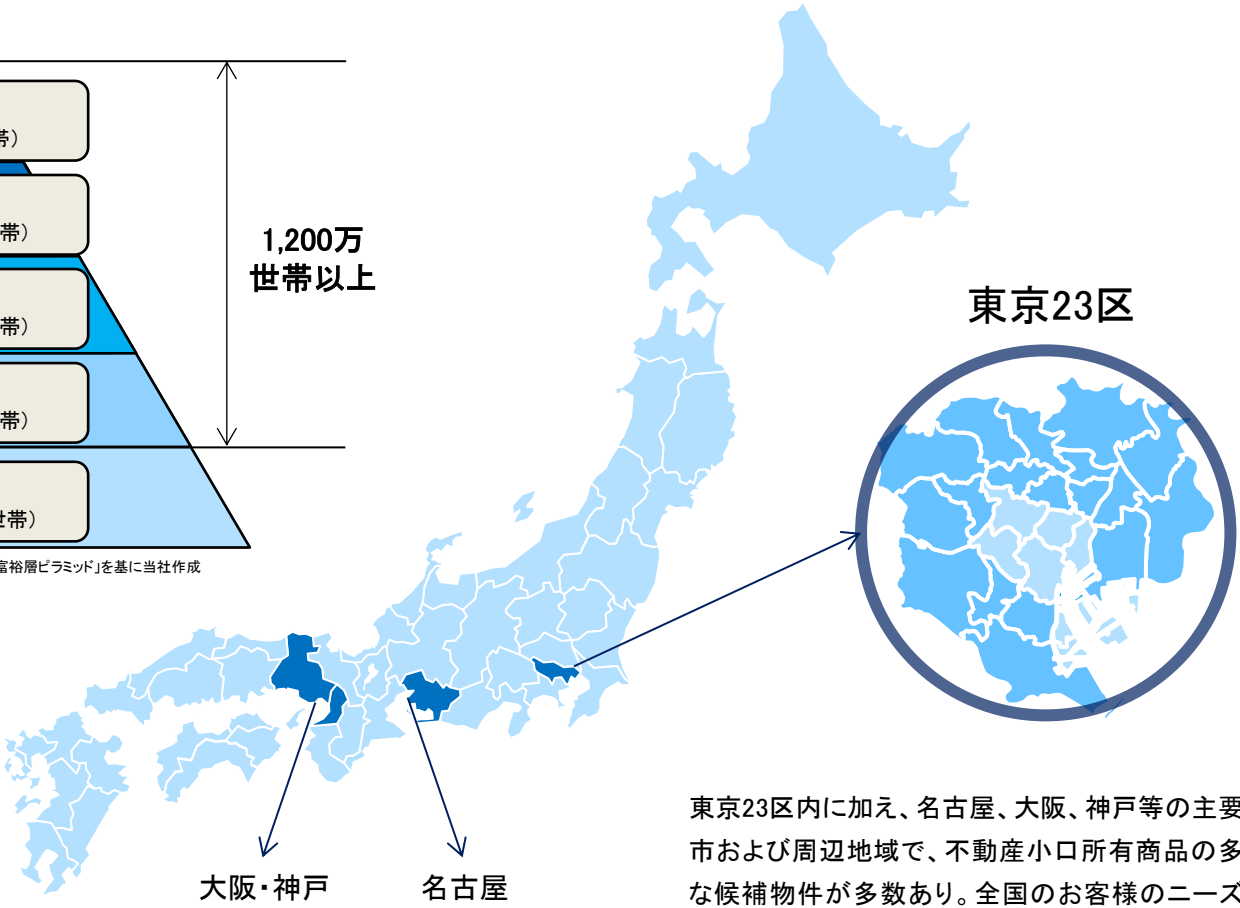 帯）
帯）
帯）
帯）
世帯）
1,200万
世帯以上
富裕層ピラミッド」を基に当社作成
東京23区
大阪・神戸
名古屋
東京23区内に加え、名古屋、大阪、神戸等の主要
市および周辺地域で、不動産小口所有商品の多
な候補物件が多数あり。全国のお客様のニーズ